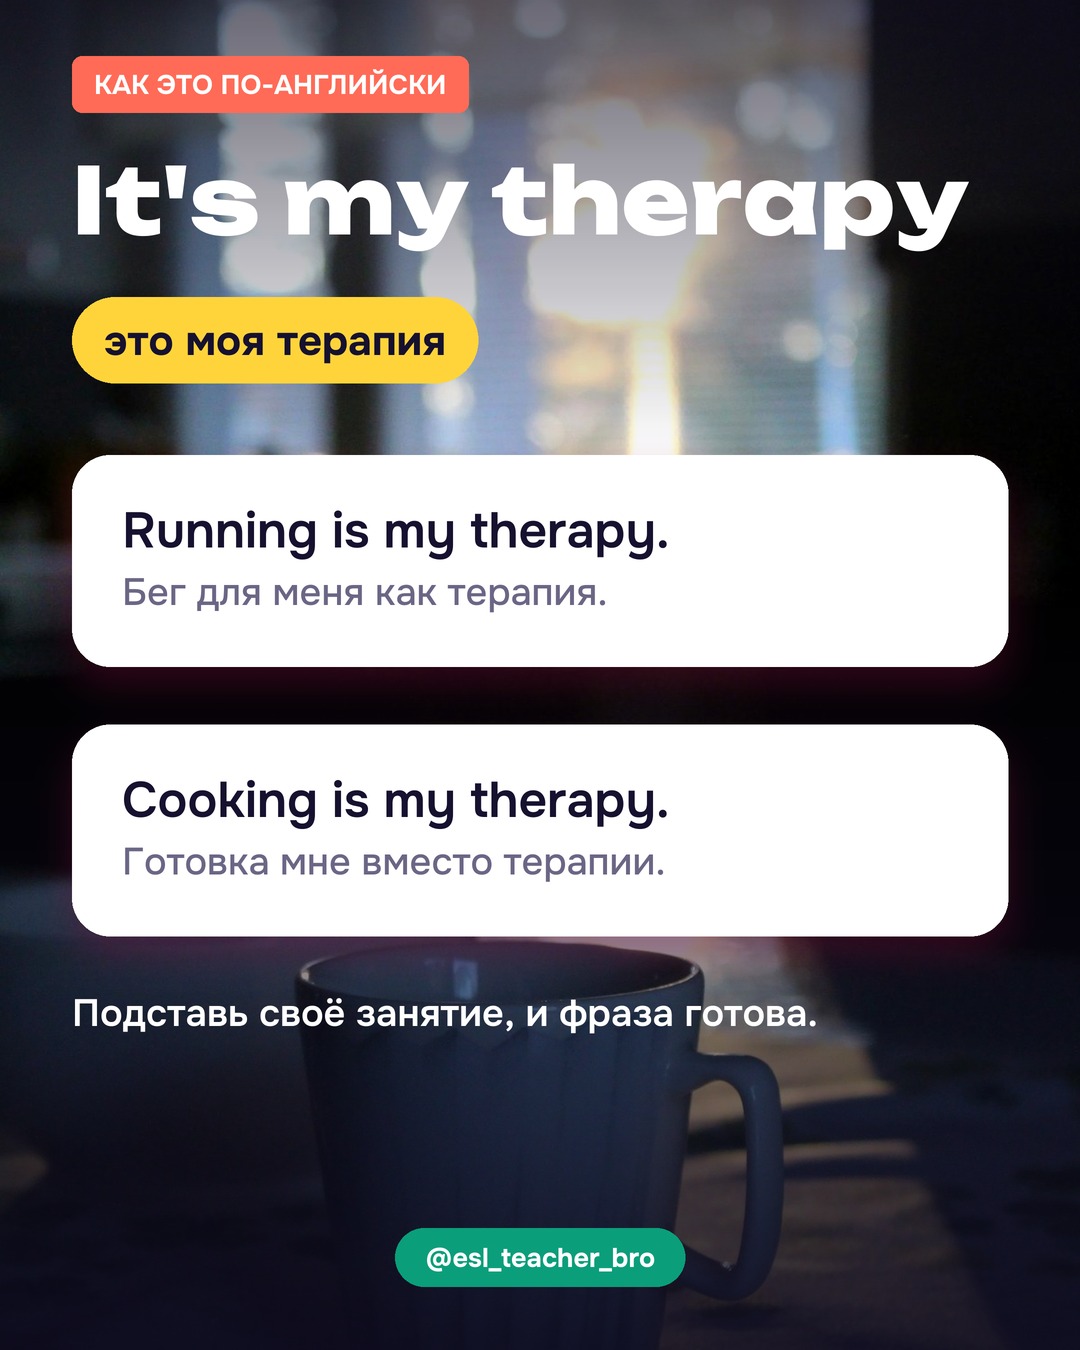 КАК ЭТО ПО-АНГЛИЙСКИ
It's my therapy
это моя терапия
Running is my therapy.
Бег для меня как терапия.
Cooking is my therapy.
Готовка мне вместо терапии.
Подставь своё занятие, и фраза готова.
@esl_teacher_bro